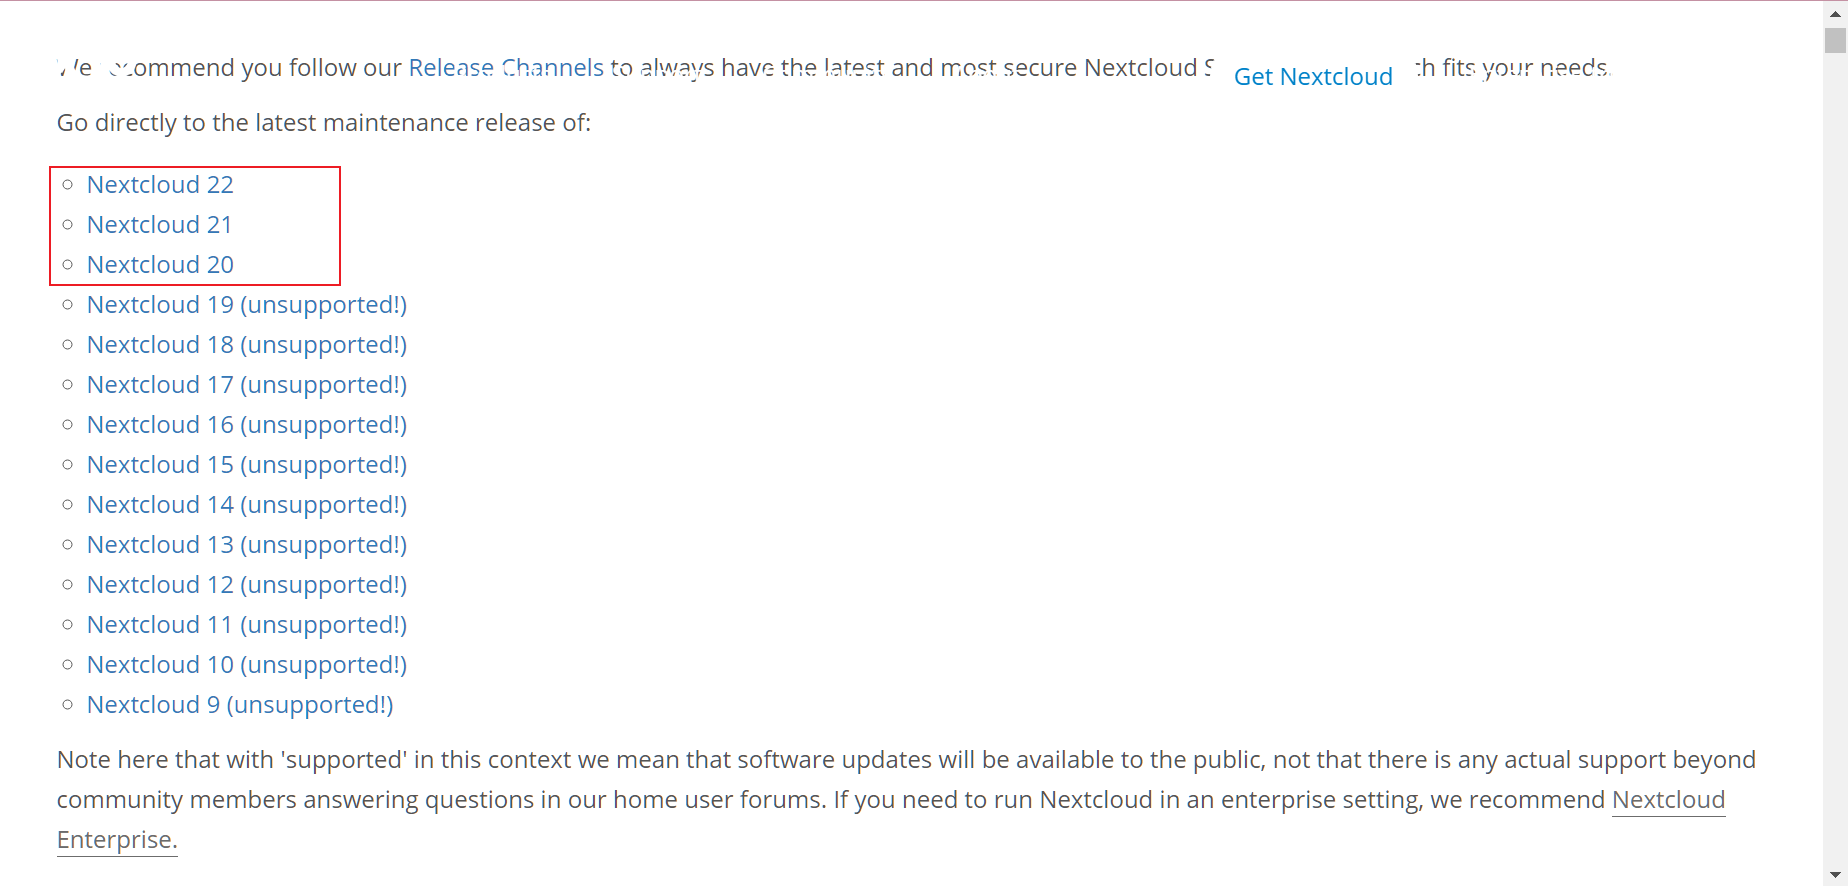 We recommend you follow our Release Channels to always have the latest and most secure Nextcloud fits your needs.
Get Nextcloud
Go directly to the latest maintenance release of:
Nextcloud 22
Nextcloud 21
Nextcloud 20
Nextcloud 19 (unsupported!)
Nextcloud 18 (unsupported!)
Nextcloud 17 (unsupported!)
Nextcloud 16 (unsupported!)
Nextcloud 15 (unsupported!)
Nextcloud 14 (unsupported!)
Nextcloud 13 (unsupported!)
Nextcloud 12 (unsupported!)
Nextcloud 11 (unsupported!)
Nextcloud 10 (unsupported!)
Nextcloud 9 (unsupported!)
Note here that with 'supported' in this context we mean that software updates will be available to the public, not that there is any actual support beyond
community members answering questions in our home user forums. If you need to run Nextcloud in an enterprise setting, we recommend Nextcloud
Enterprise.